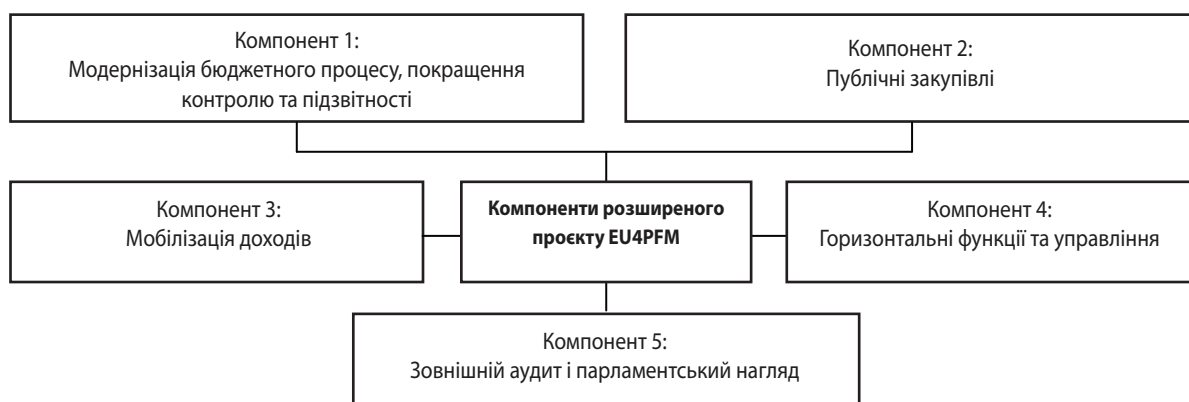 Компонент 1:
Модернізація бюджетного процесу, покращення
контролю та підзвітності
Компонент 2:
Публічні закупівлі
Компонент 3:
Мобілізація доходів
Компоненти розширеного
проєкту EU4PFM
Компонент 4:
Горизонтальні функції та управління
Компонент 5:
Зовнішній аудит і парламентський нагляд